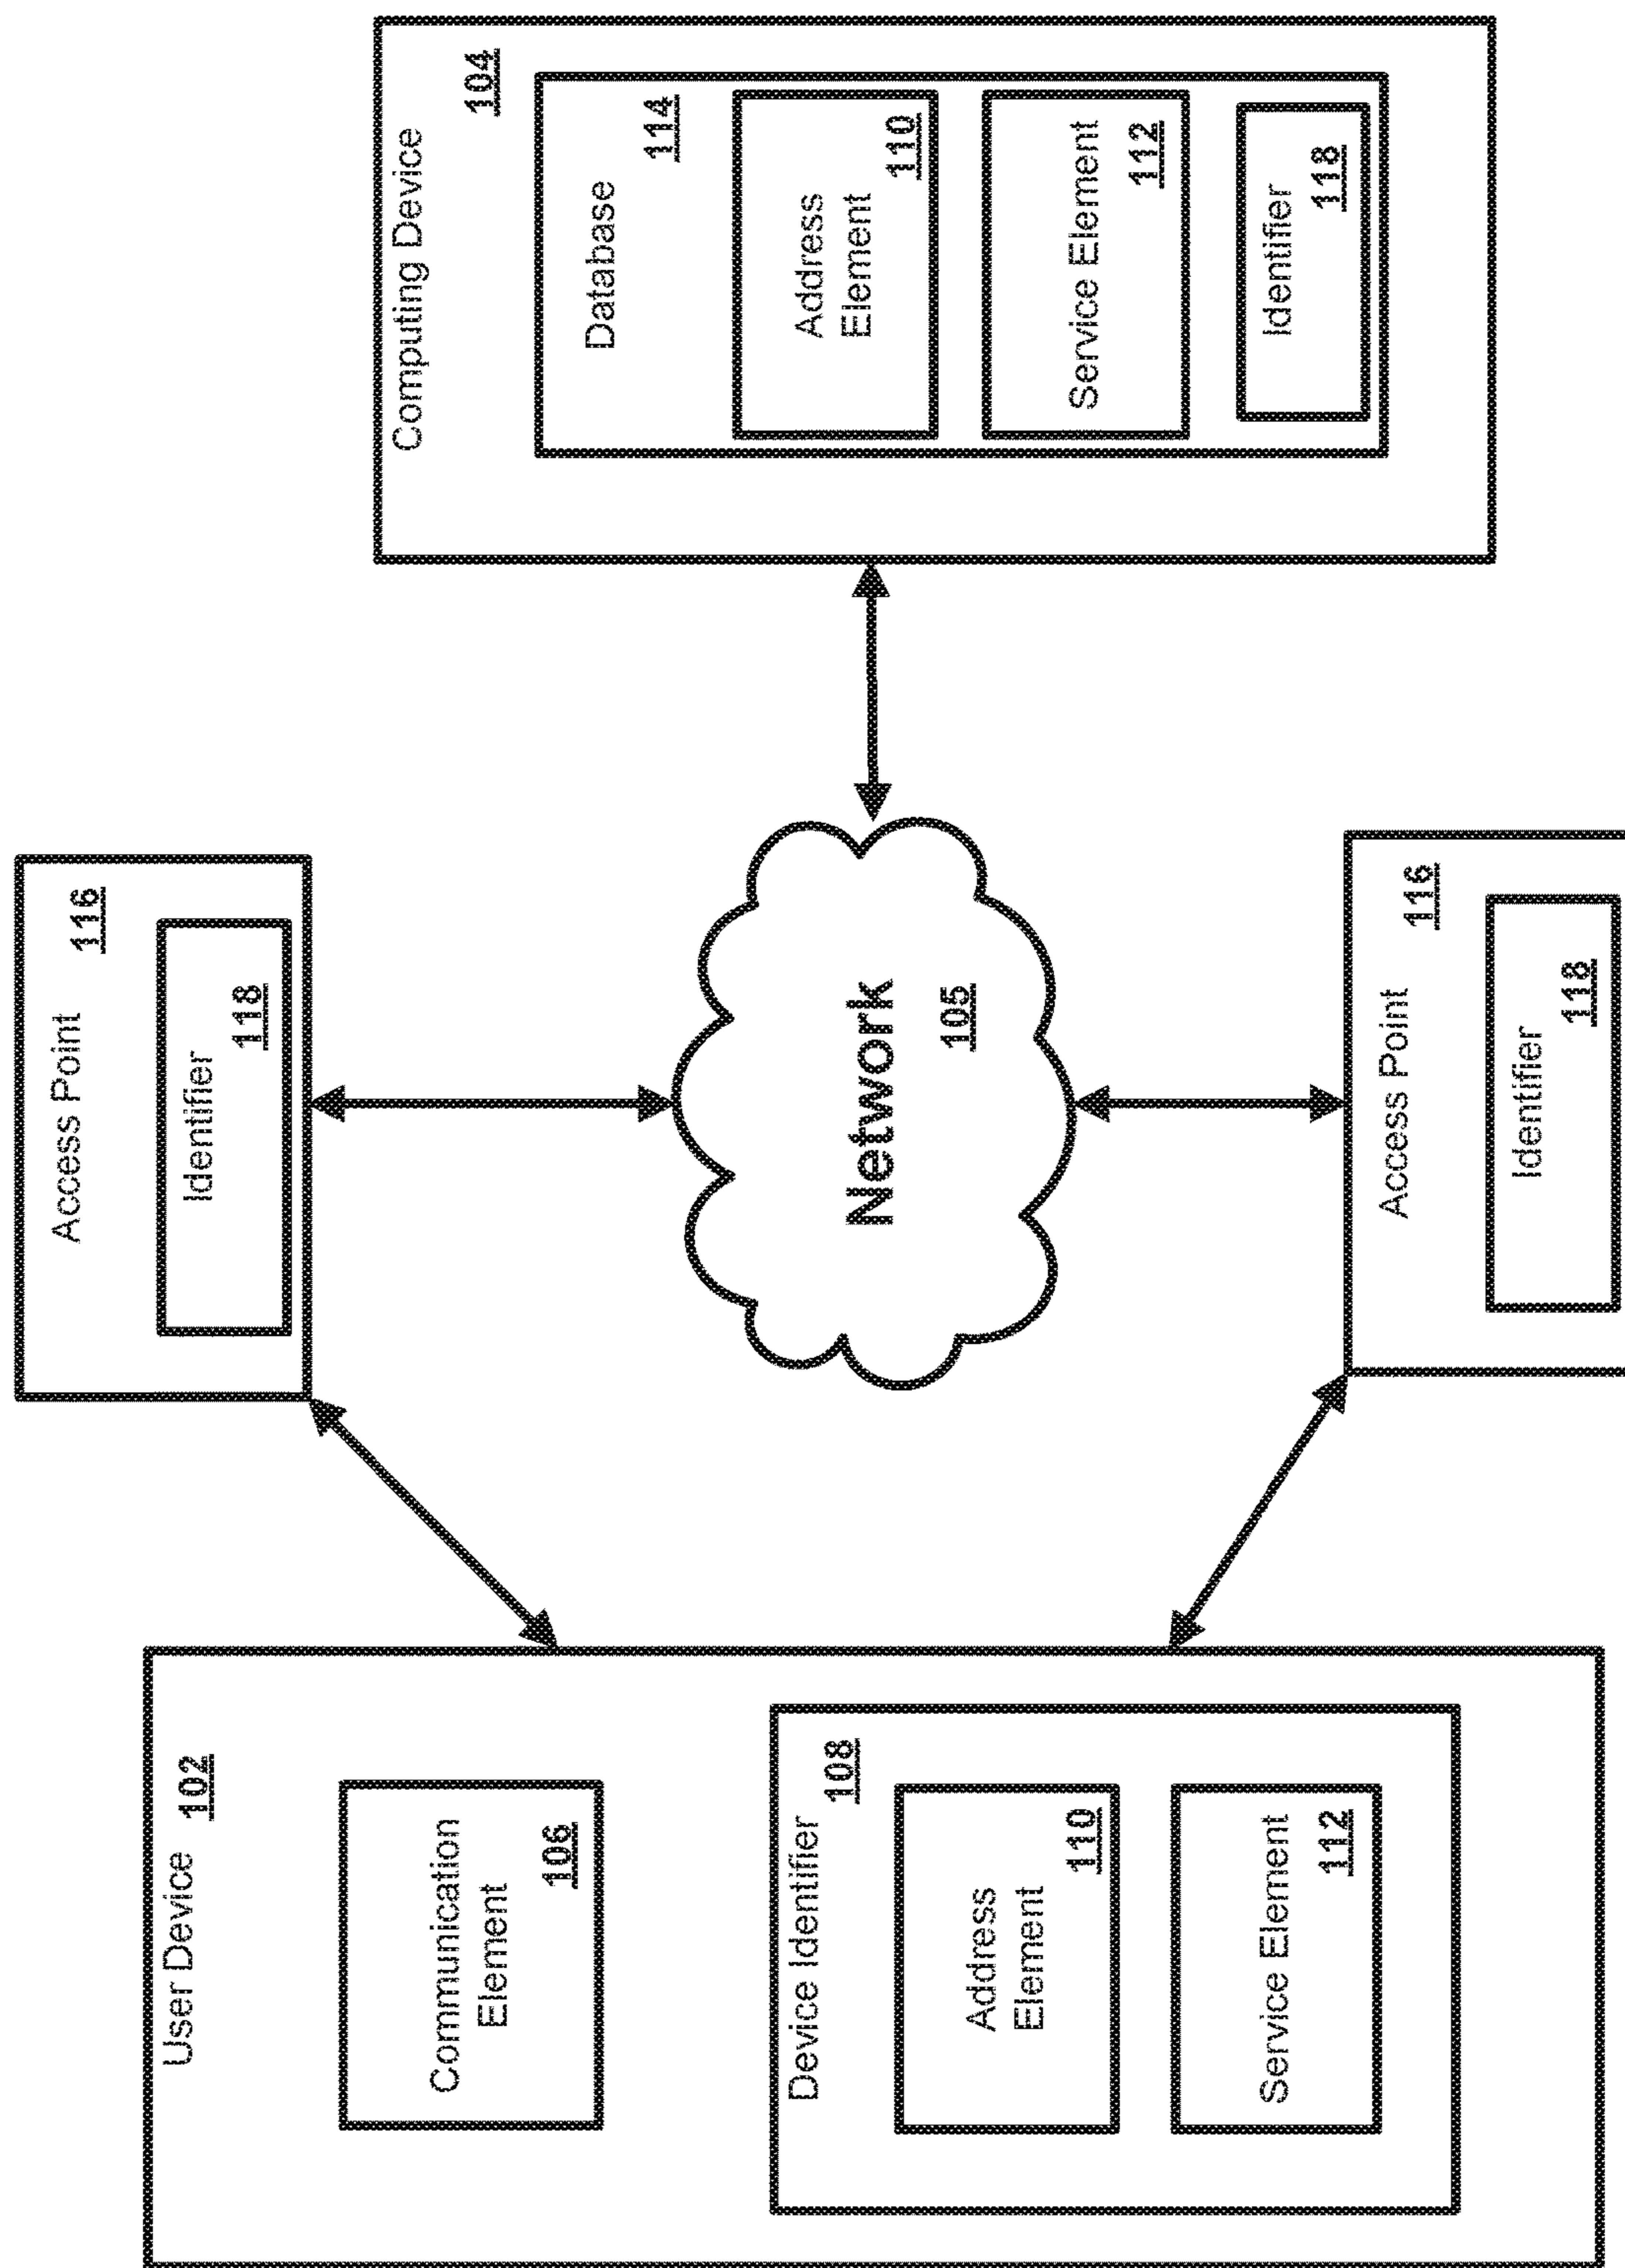 User Device 102
Communication
Element
106
Device Identifier
108
Address
Element
110
Service Element
112
Access Point
116
Identifier
118
Network
105
Access Point
116
Identifier
118
Computing Device
104
Database
114
Address
Element
110
Service Element
112
Identifier
118